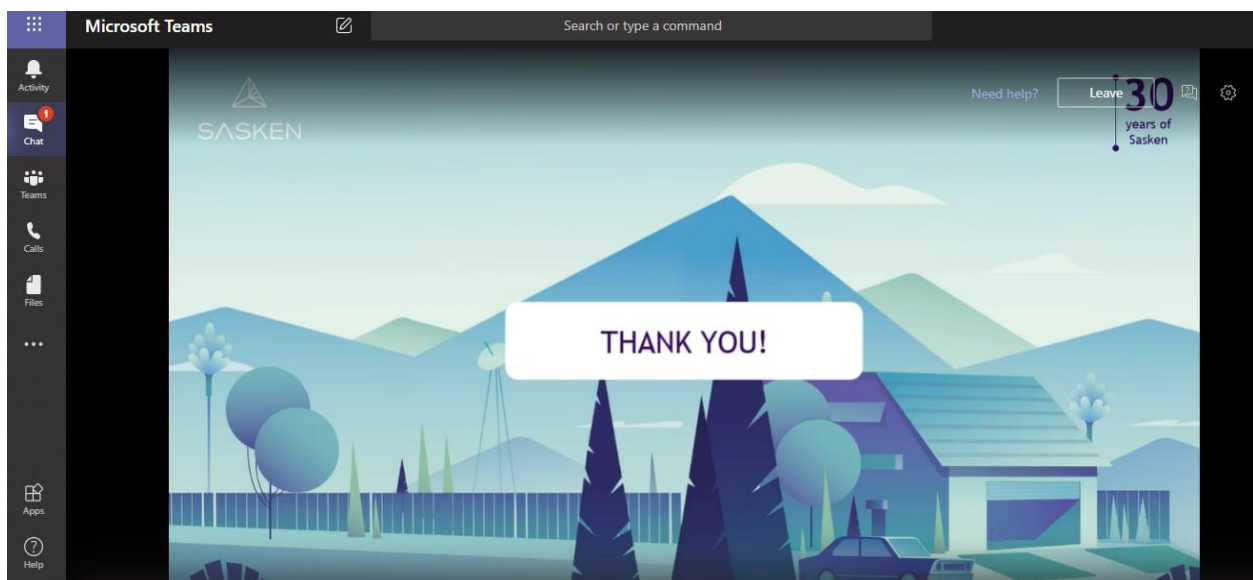 Microsoft Teams
Search or type a command
Activity
1
Chat
Teams
Calls
Files
Apps
?
Help
SASKEN
Need help?
Leave
30
years of
Sasken
THANK YOU!